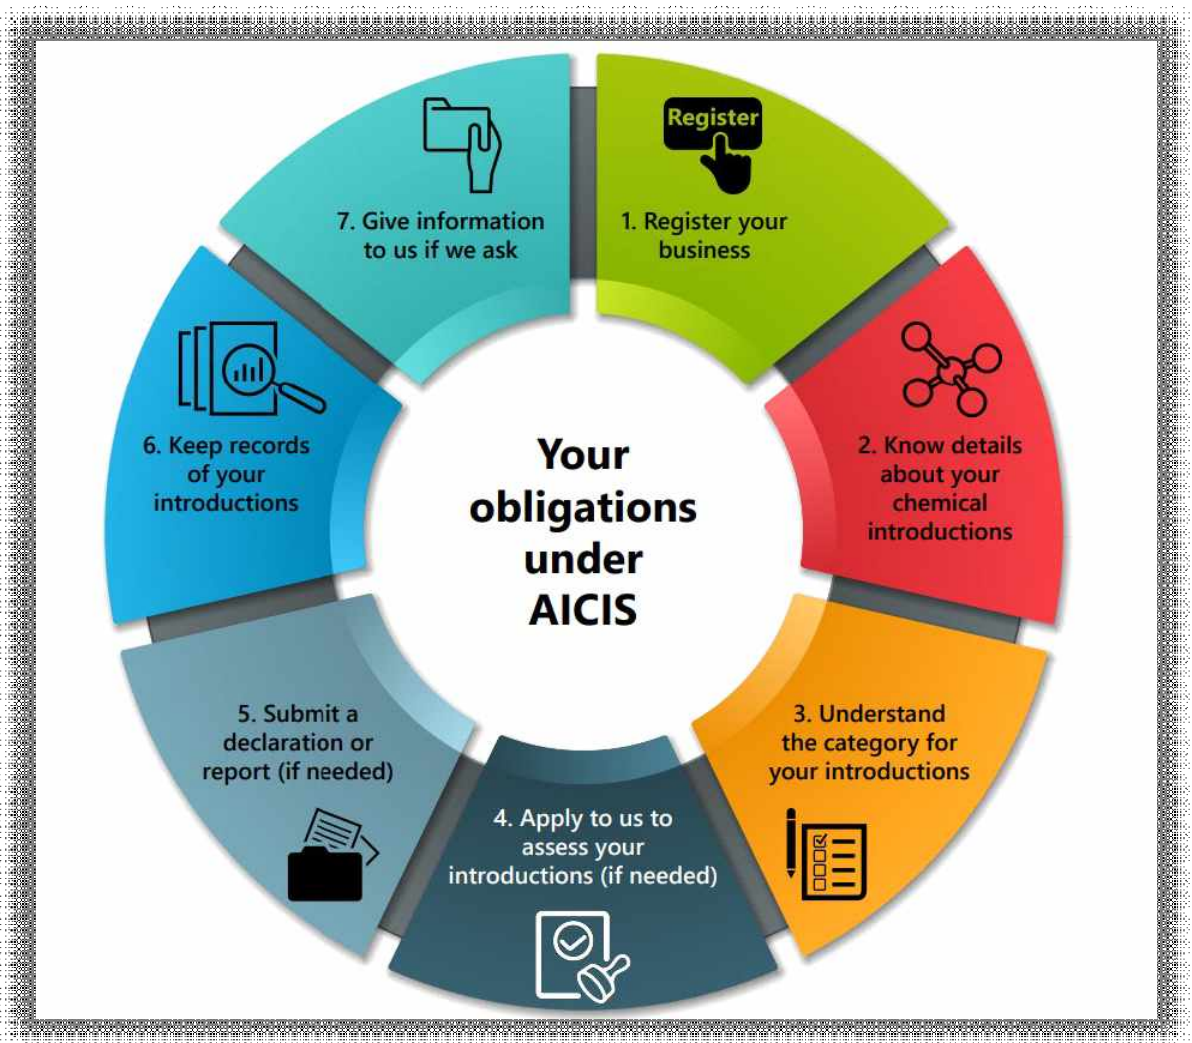 Your
obligations
under
AICIS
Register
1. Register your
business
2. Know details
about your
chemical
introductions
3. Understand
the category for
your introductions
4. Apply to us to
assess your
introductions (if needed)
5. Submit a
declaration or
report (if needed)
6. Keep records
of your
introductions
7. Give information
to us if we ask